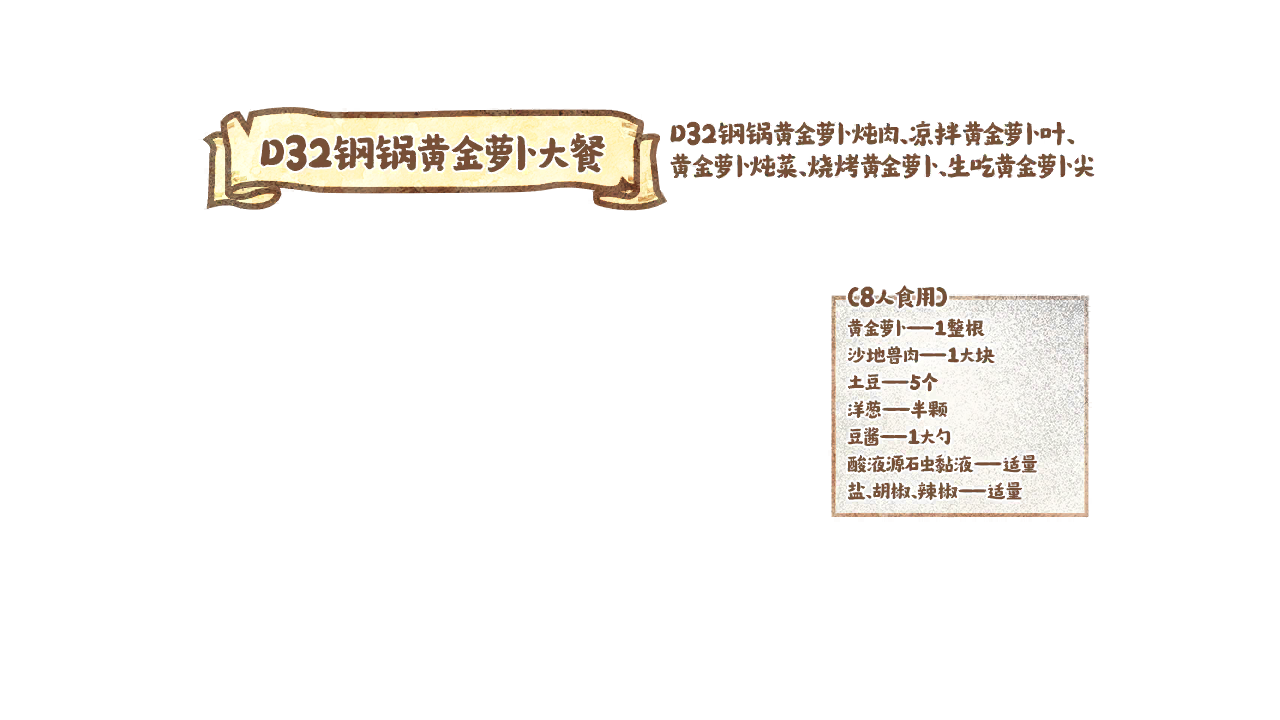 D32钢锅黄金萝卜大餐
D32钢锅黄金萝卜炖肉、凉拌黄金萝卜叶、
黄金萝卜炖菜、烧烤黄金萝卜、生吃黄金萝卜尖
（8人食用）
黄金萝卜——1整根
沙地兽肉——1大块
土豆——5个
洋葱——半颗
豆酱——1大勺
酸液源石虫黏液——适量
盐、胡椒、辣椒——适量